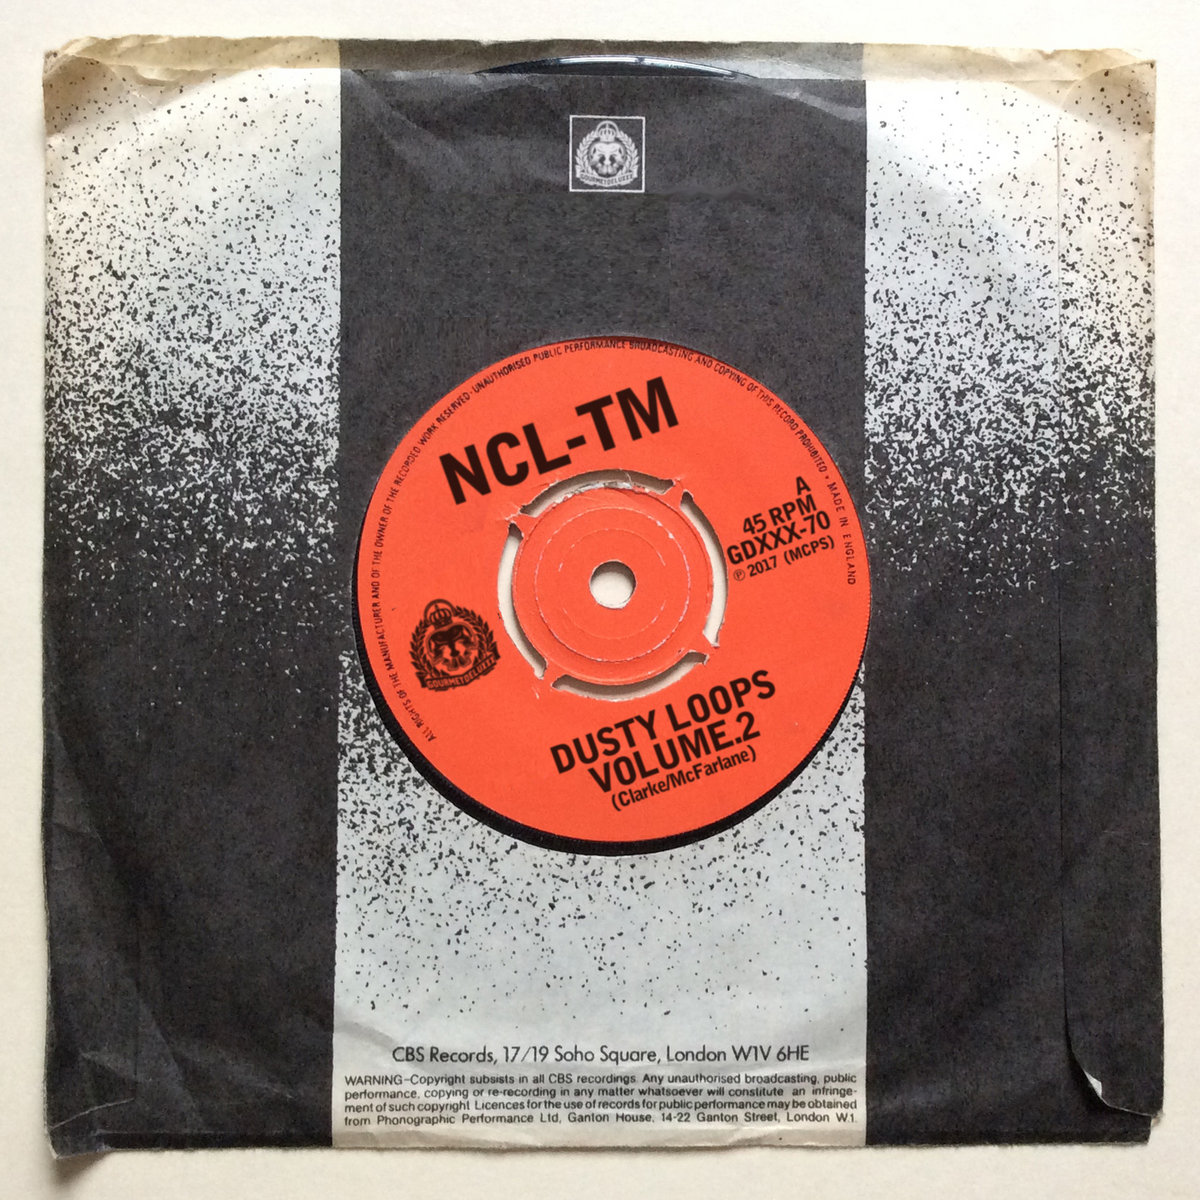 GOURMETDELUXXX
ALL RIGHTS OF THE MANUFACTURER AND OF THE OWNER OF THE RECORDED WORK RESERVED · UNAUTHORISED PUBLIC PERFORMANCE BROADCASTING AND COPYING OF THIS RECORD PROHIBITED · MADE IN ENGLAND
NCL-TM
A
45 RPM
GDXXX-70
℗ 2017 (MCPS)
GOURMETDELUXXX
DUSTY LOOPS
VOLUME.2
(Clarke/McFarlane)
CBS Records, 17/19 Soho Square, London W1V 6HE
WARNING–Copyright subsists in all CBS recordings. Any unauthorised broadcasting, public
performance, copying or re-recording in any matter whatsoever will constitute an infringe-
ment of such copyright. Licences for the use of records for public performance may be obtained
from Phonographic Performance Ltd, Ganton House, 14-22 Ganton Street, London W.1.